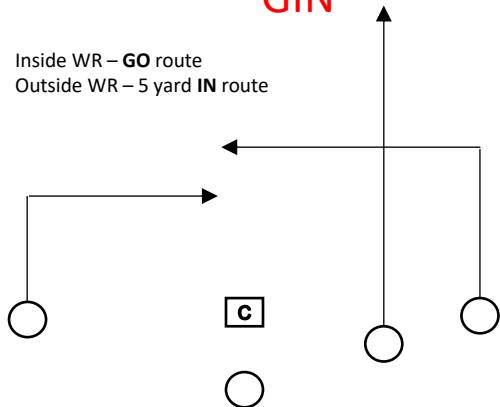 GIN
Inside WR – GO route
Outside WR – 5 yard IN route
C